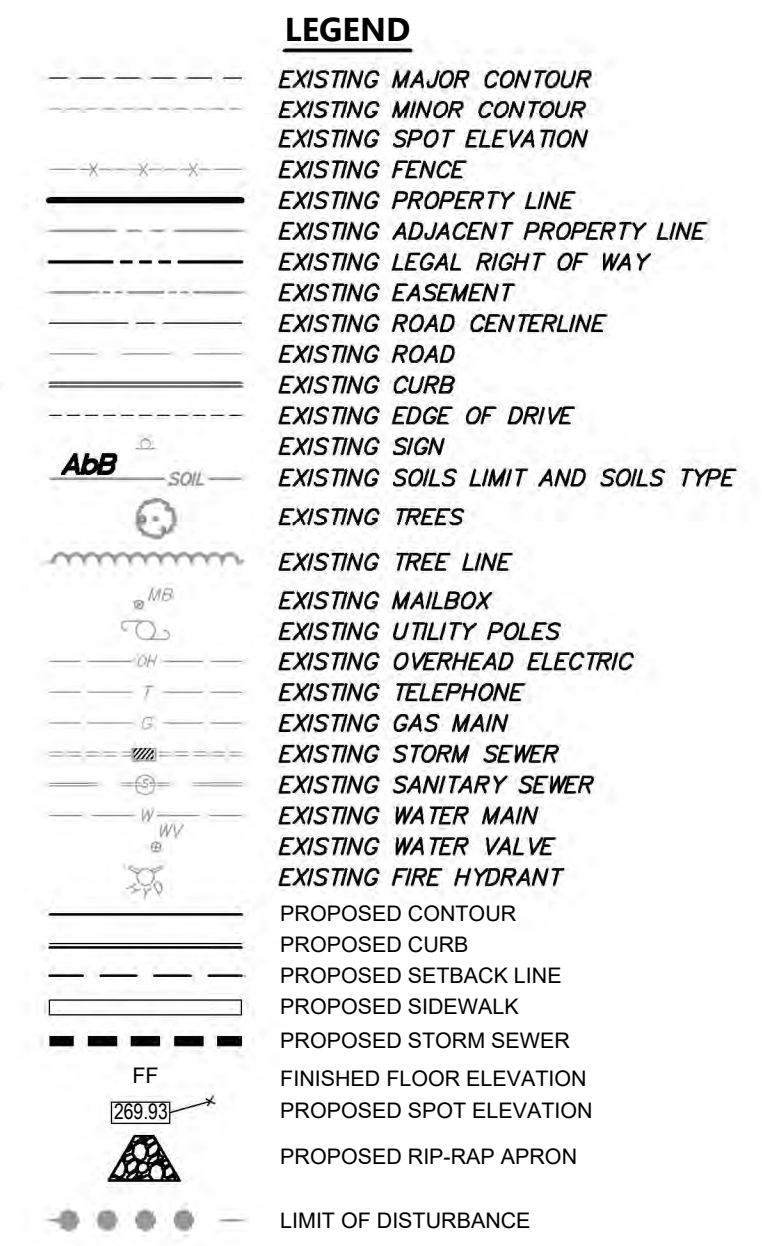 LEGEND
EXISTING MAJOR CONTOUR
EXISTING MINOR CONTOUR
EXISTING SPOT ELEVATION
X X X EXISTING FENCE
EXISTING PROPERTY LINE
EXISTING ADJACENT PROPERTY LINE
EXISTING LEGAL RIGHT OF WAY
EXISTING EASEMENT
EXISTING ROAD CENTERLINE
EXISTING ROAD
EXISTING CURB
EXISTING EDGE OF DRIVE
EXISTING SIGN
AbB SOIL EXISTING SOILS LIMIT AND SOILS TYPE
EXISTING TREES
EXISTING TREE LINE
MB EXISTING MAILBOX
EXISTING UTILITY POLES
OH EXISTING OVERHEAD ELECTRIC
T EXISTING TELEPHONE
G EXISTING GAS MAIN
EXISTING STORM SEWER
S EXISTING SANITARY SEWER
W EXISTING WATER MAIN
WV EXISTING WATER VALVE
HYD EXISTING FIRE HYDRANT
PROPOSED CONTOUR
PROPOSED CURB
PROPOSED SETBACK LINE
PROPOSED SIDEWALK
PROPOSED STORM SEWER
FF FINISHED FLOOR ELEVATION
269.93 PROPOSED SPOT ELEVATION
PROPOSED RIP-RAP APRON
LIMIT OF DISTURBANCE